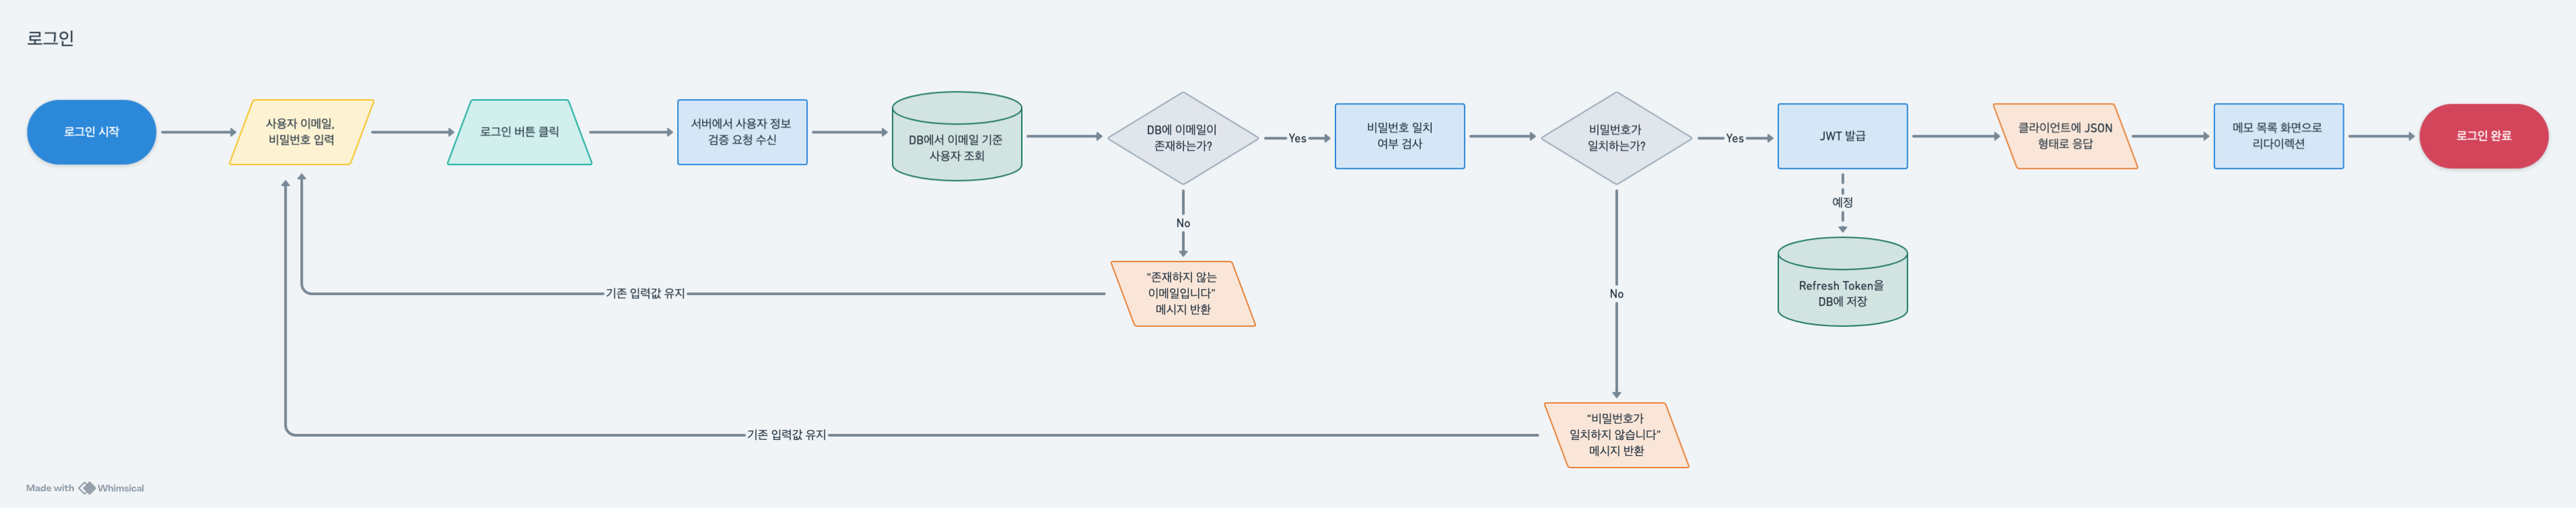 로그인
로그인 시작
사용자 이메일,
비밀번호 입력
로그인 버튼 클릭
서버에서 사용자 정보
검증 요청 수신
DB에서 이메일 기준
사용자 조회
DB에 이메일이
존재하는가?
Yes
비밀번호 일치
여부 검사
비밀번호가
일치하는가?
Yes
JWT 발급
클라이언트에 JSON
형태로 응답
메모 목록 화면으로
리다이렉션
로그인 완료
No
예정
“존재하지 않는
이메일입니다”
메시지 반환
기존 입력값 유지
No
Refresh Token을
DB에 저장
“비밀번호가
일치하지 않습니다”
메시지 반환
기존 입력값 유지
Made with Whimsical